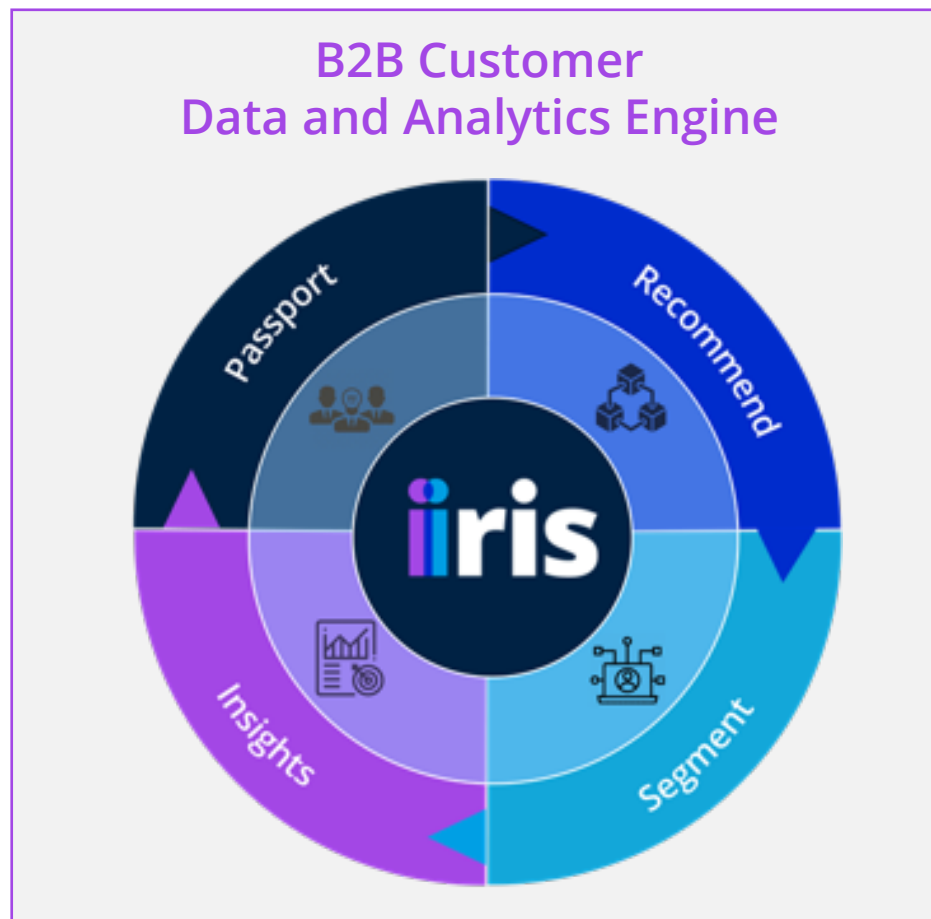 B2B Customer
Data and Analytics Engine
Passport
Recommend
iiris
Insights
Segment